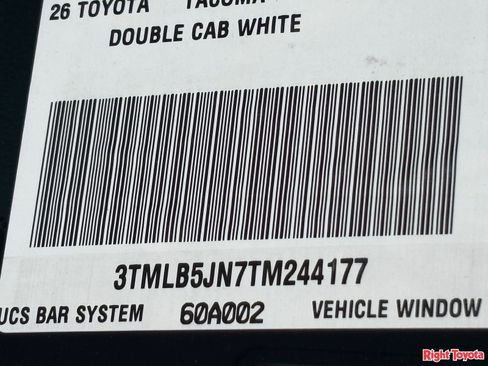 26 TOYOTA TACOMA
DOUBLE CAB WHITE
3TMLB5JN7TM244177
UCS BAR SYSTEM 60A002 VEHICLE WINDOW
Right Toyota